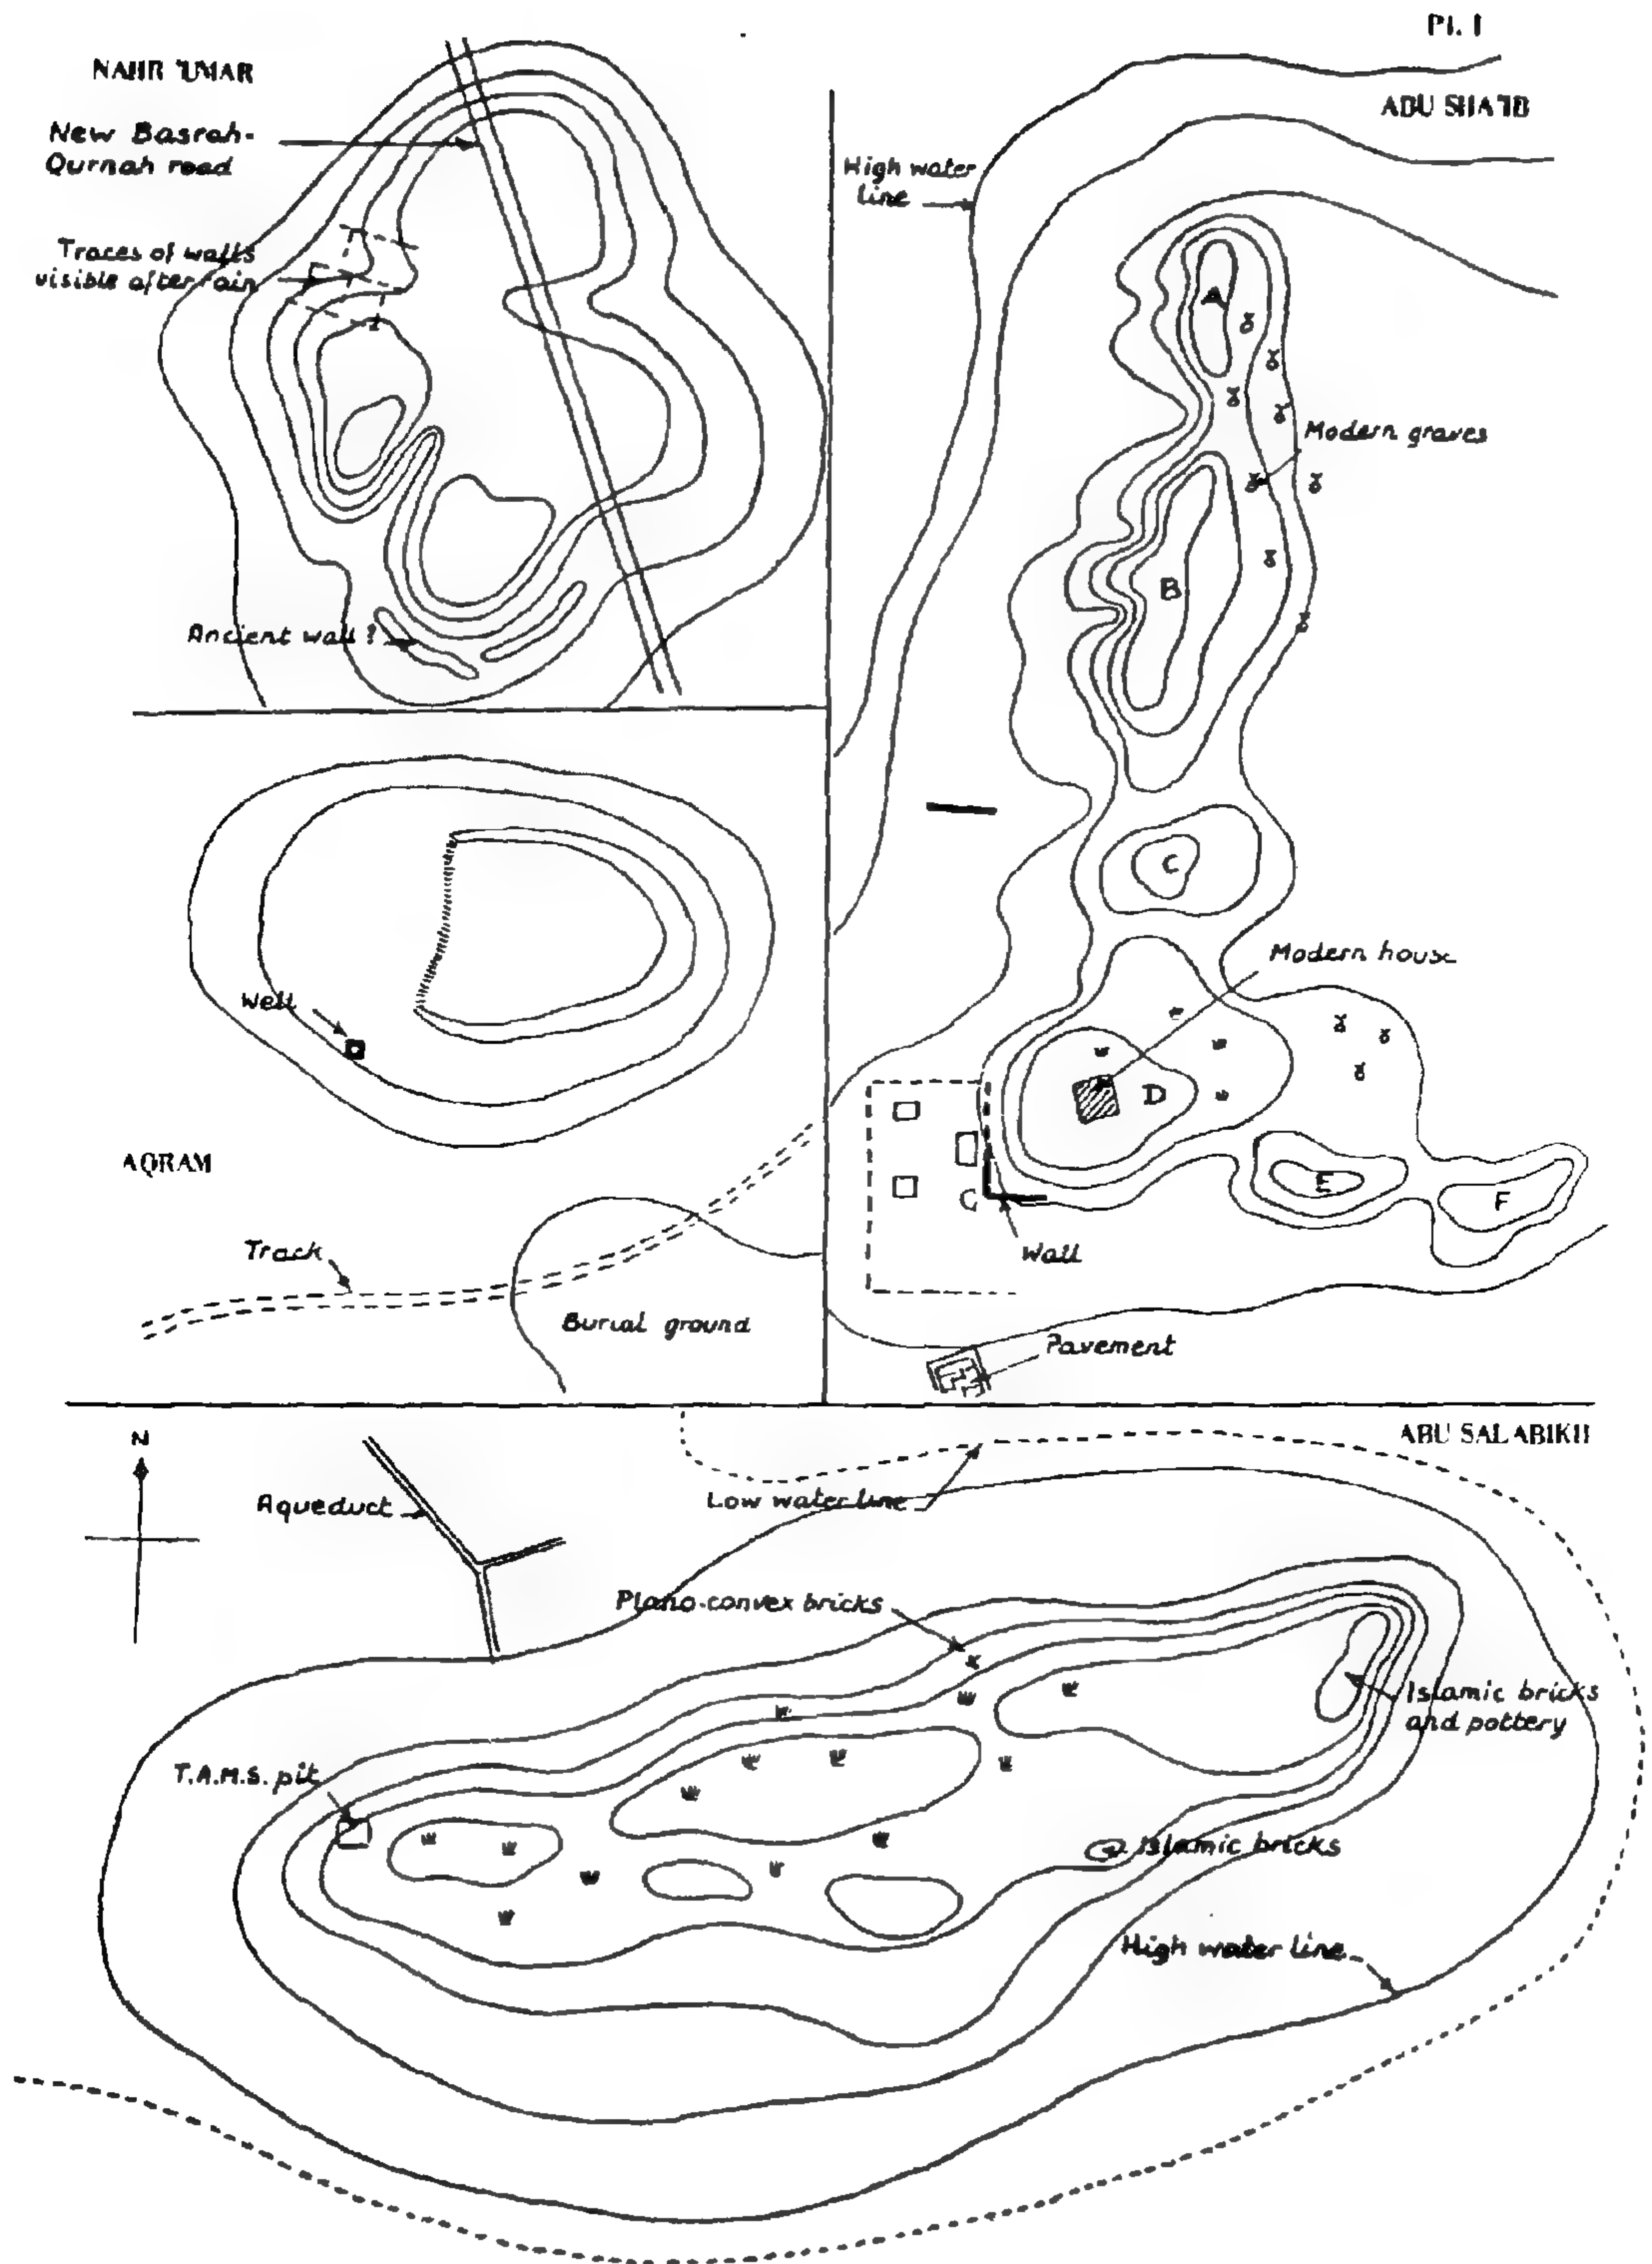 Pl. I
NAHR 'UMAR
New Basrah-
Qurnah road
Traces of walls
visible after rain
Ancient wall ?
ABU SHA'IB
High water
line
A
Modern graves
B
C
Modern house
D
E
F
Wall
Pavement
Well
AQRAM
Track
Burial ground
ABU SALABIKH
N
Aqueduct
Low water line
Plano-convex bricks
Islamic bricks
and pottery
T.A.M.S. pit
Islamic bricks
High water line